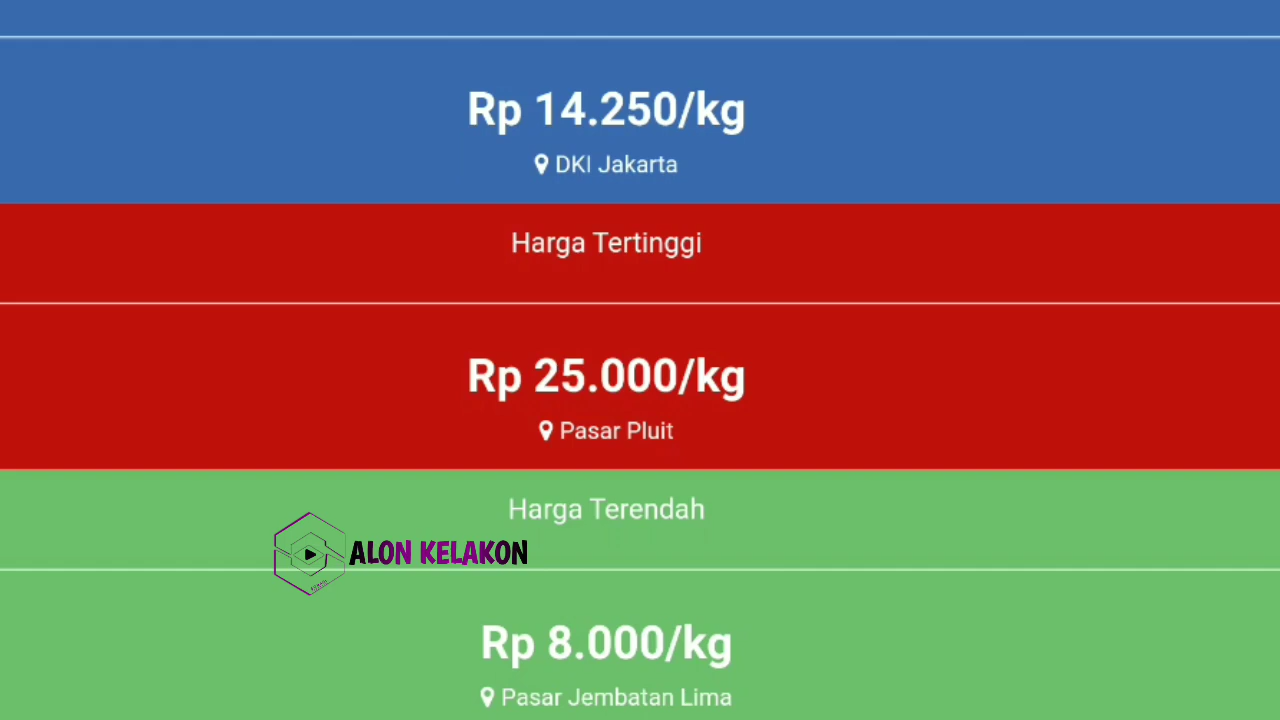 Rp 14.250/kg
DKI Jakarta
Harga Tertinggi
Rp 25.000/kg
Pasar Pluit
Harga Terendah
ALON KELAKON
Rp 8.000/kg
Pasar Jembatan Lima